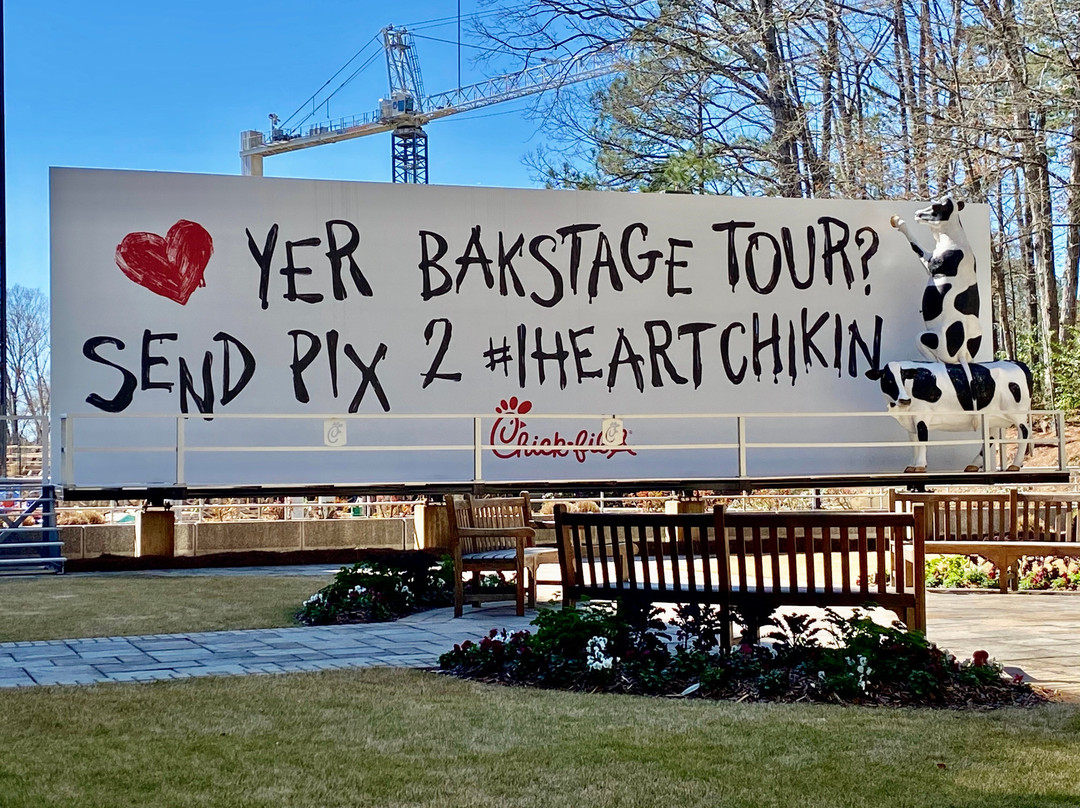 YER BAKSTAGE TOUR?
SEND PIX 2 #IHEARTCHIKIN
Chick-fil-A